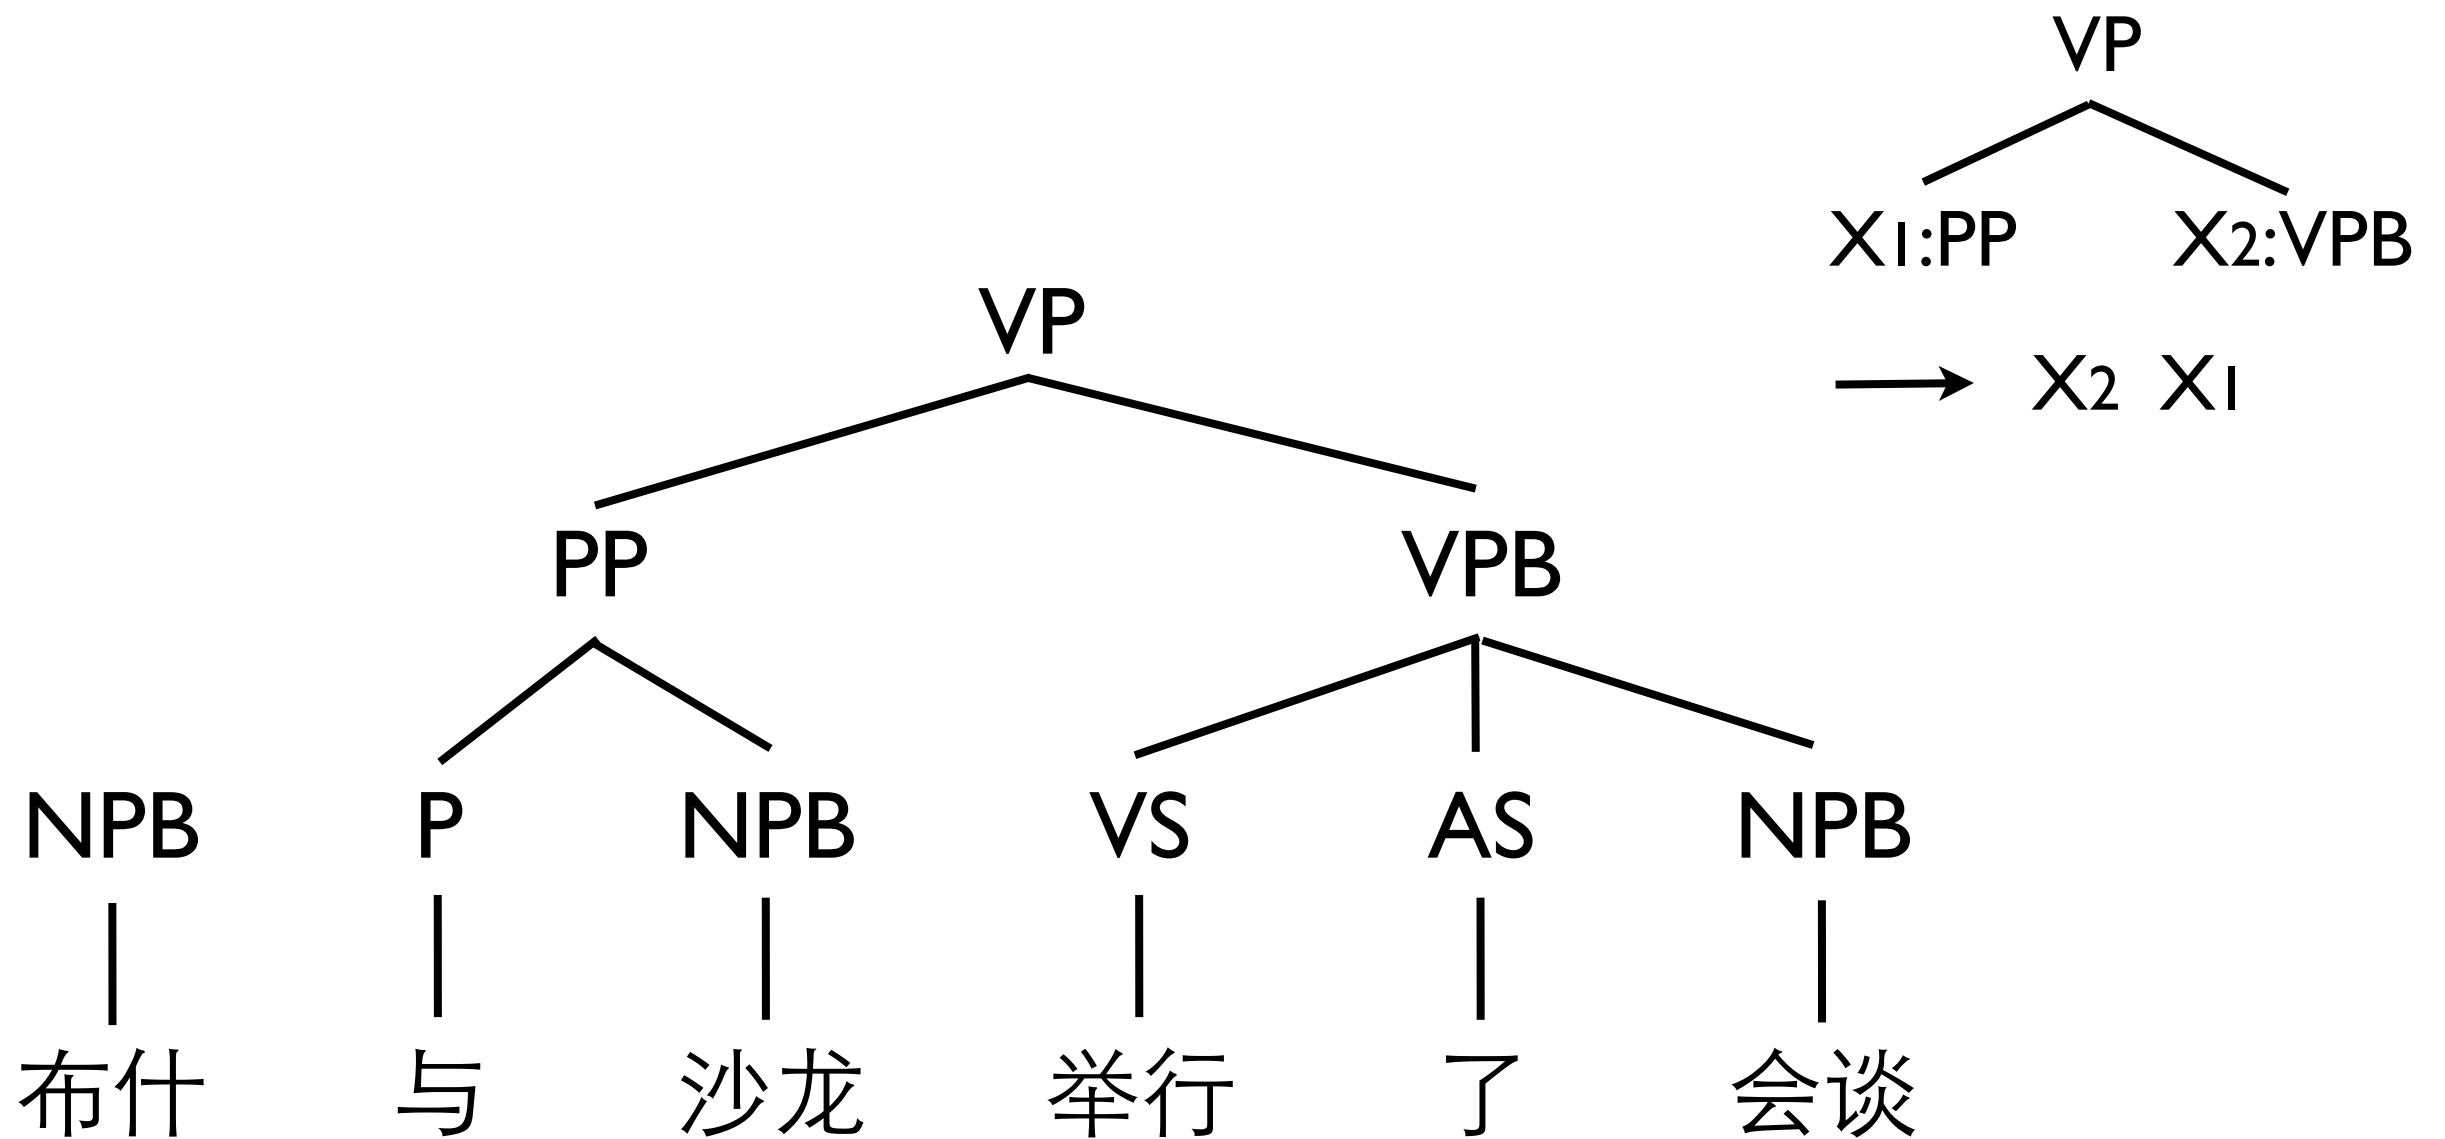 VP
X1:PP X2:VPB
VP
→ X2 X1
PP VPB
NPB P NPB VS AS NPB
布什 与 沙龙 举行 了 会谈